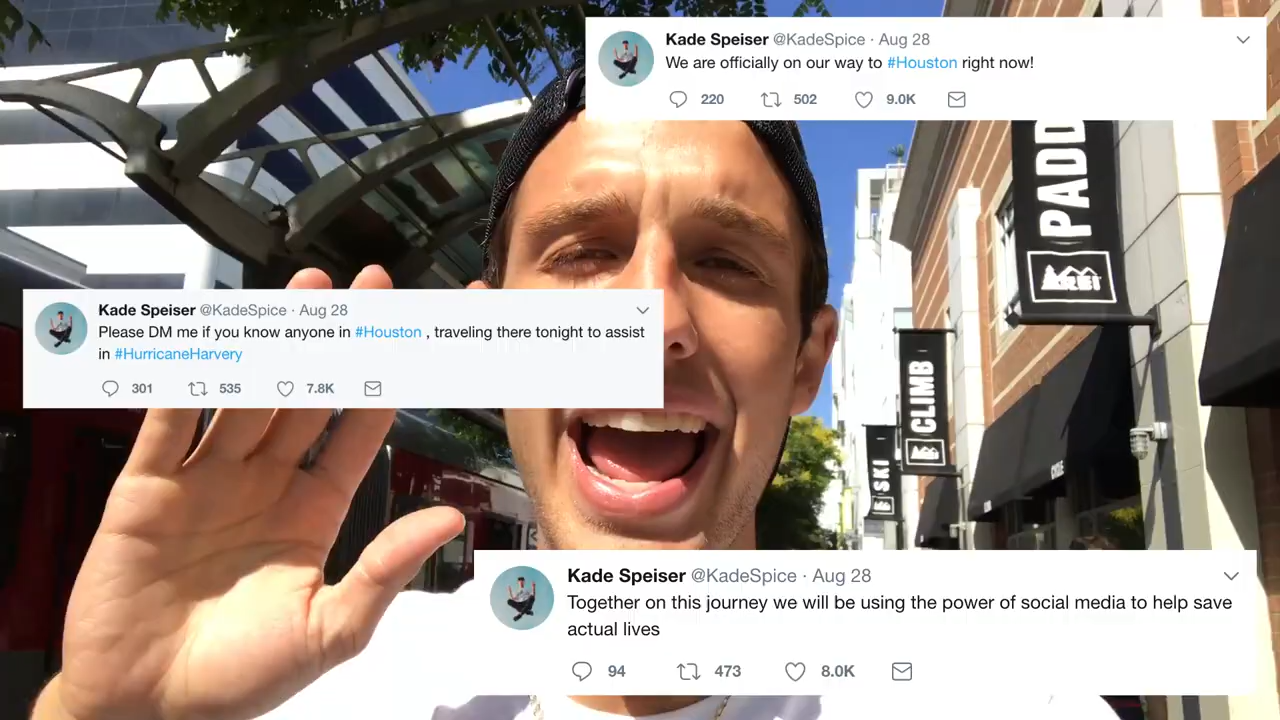 Kade Speiser @KadeSpice · Aug 28
We are officially on our way to #Houston right now!
220 502 9.0K
PADD
REI
Kade Speiser @KadeSpice · Aug 28
Please DM me if you know anyone in #Houston , traveling there tonight to assist
in #HurricaneHarvery
301 535 7.8K
CLIMB
REI
SKI
REI
Kade Speiser @KadeSpice · Aug 28
Together on this journey we will be using the power of social media to help save
actual lives
94 473 8.0K